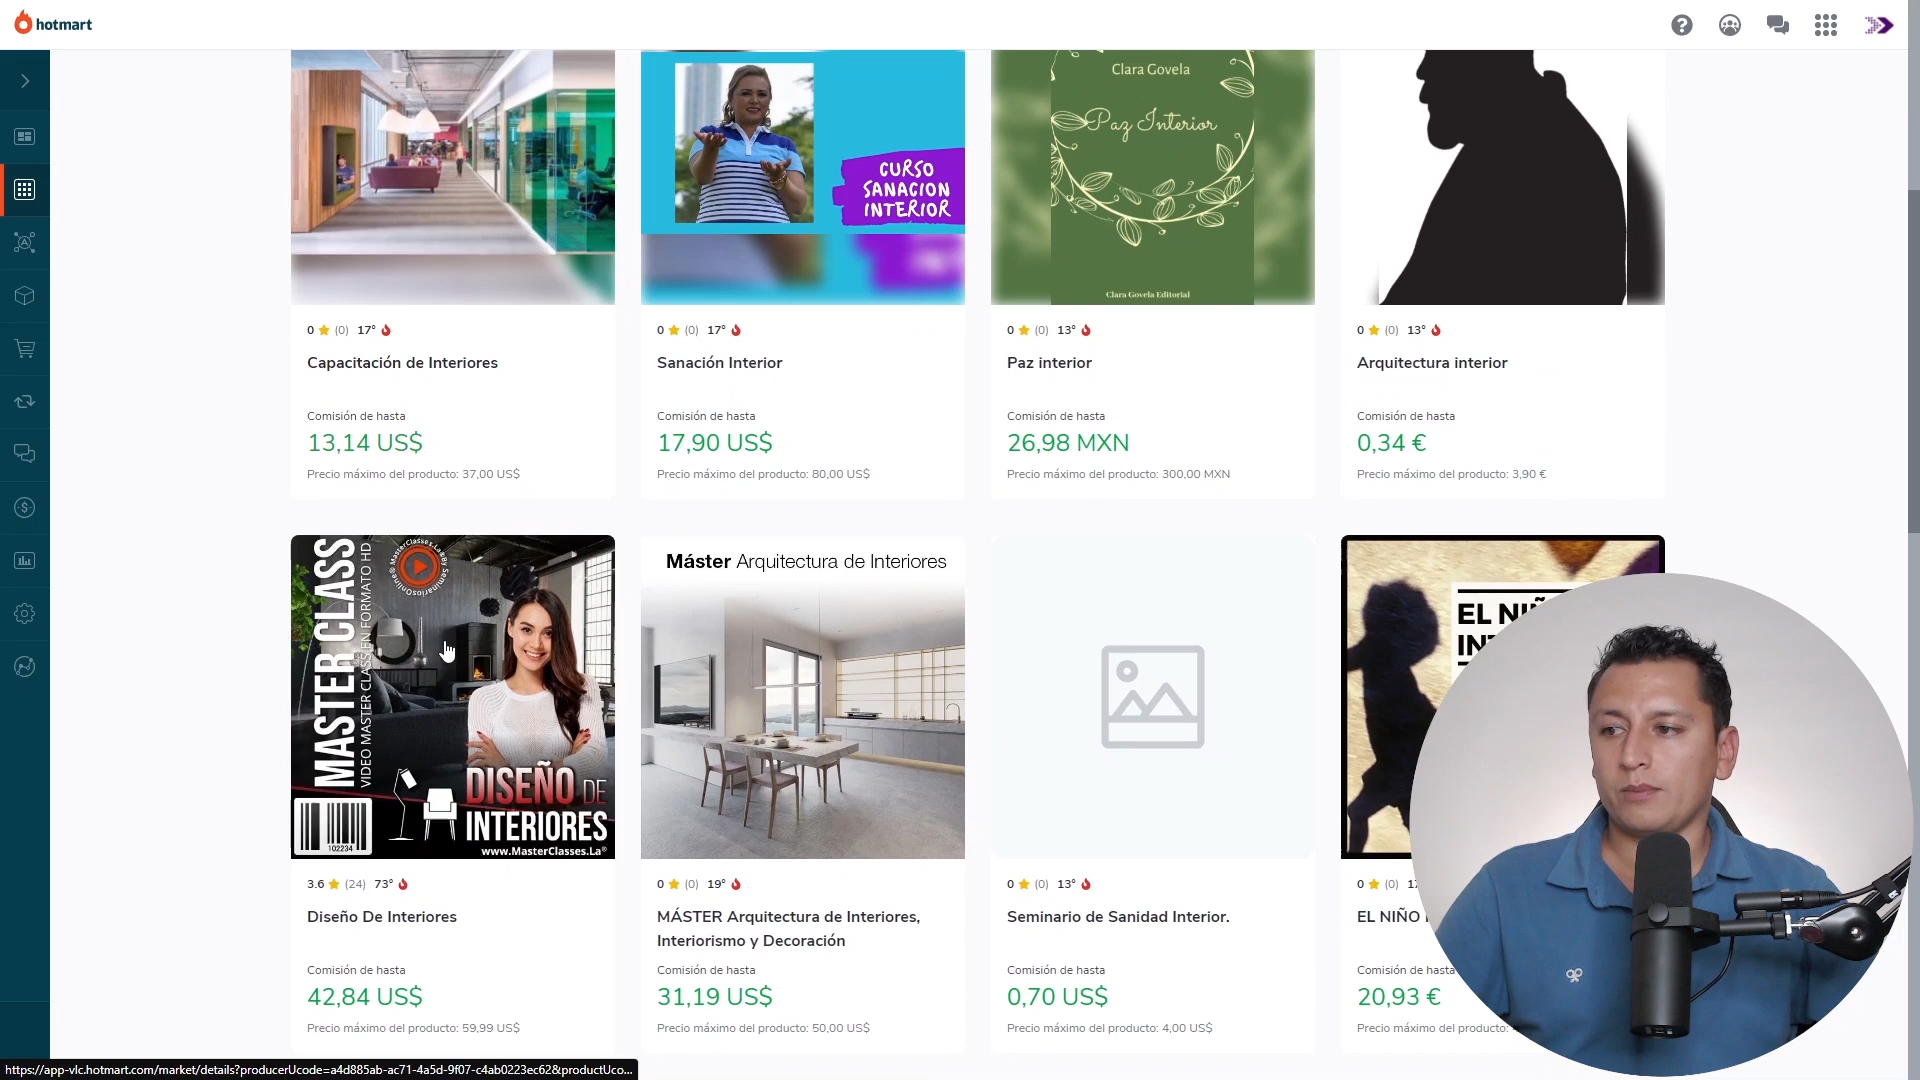 hotmart
CURSO
SANACION
INTERIOR
Clara Govela
Paz Interior
Clara Govela Editorial
0 (0) 17°
Capacitación de Interiores
Comisión de hasta
13,14 US$
Precio máximo del producto: 37,00 US$
0 (0) 17°
Sanación Interior
Comisión de hasta
17,90 US$
Precio máximo del producto: 80,00 US$
0 (0) 13°
Paz interior
Comisión de hasta
26,98 MXN
Precio máximo del producto: 300,00 MXN
0 (0) 13°
Arquitectura interior
Comisión de hasta
0,34 €
Precio máximo del producto: 3,90 €
MASTER CLASS
VIDEO MASTER CLASS EN FORMATO HD
DISEÑO DE
INTERIORES
www.MasterClasses.La®
102234
Máster Arquitectura de Interiores
EL
3.6 (24) 73°
Diseño De Interiores
Comisión de hasta
42,84 US$
Precio máximo del producto: 59,99 US$
0 (0) 19°
MÁSTER Arquitectura de Interiores,
Interiorismo y Decoración
Comisión de hasta
31,19 US$
Precio máximo del producto: 50,00 US$
0 (0) 13°
Seminario de Sanidad Interior.
Comisión de hasta
0,70 US$
Precio máximo del producto: 4,00 US$
0 (0)
EL NIÑO
Comisión de hasta
20,93 €
Precio máximo del producto:
https://app-vlc.hotmart.com/market/details?producerUcode=a4d885ab-ac71-4a5d-9f07-c4ab0223ec62&productUco...